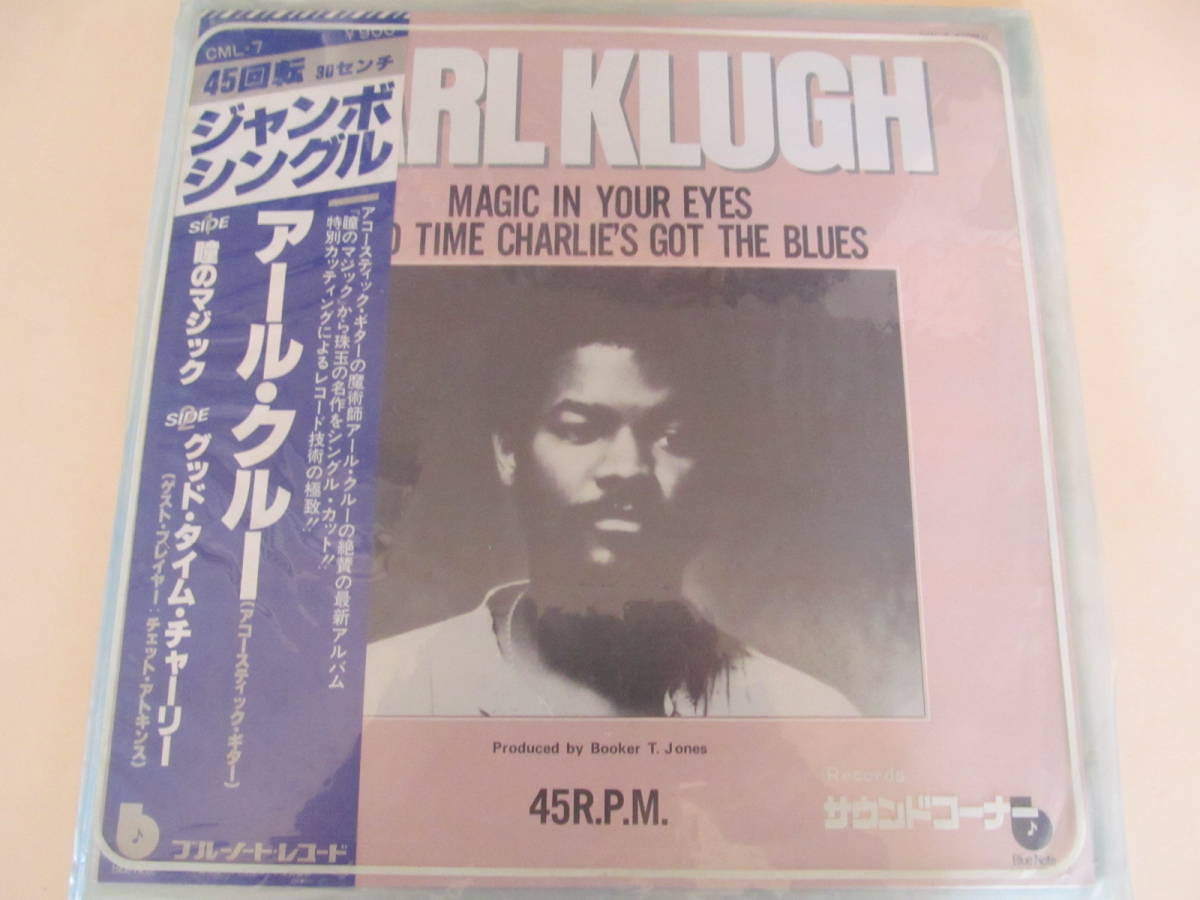 CML-7
¥900
45回転 30センチ
ジャンボ
シングル
アコースティック・ギターの魔術師アール・クルーの絶賛の最新アルバム
『瞳のマジック』から珠玉の名作をシングル・カット!!
特別カッティングによるレコード技術の極致!!
アール・クルー
(アコースティック・ギター)
SIDE 1
瞳のマジック
SIDE 2
グッド・タイム・チャーリー
(ゲスト・プレイヤー：チェット・アトキンス)
Blue Note
ブルーノート・レコード
ARL KLUGH
MAGIC IN YOUR EYES
TIME CHARLIE'S GOT THE BLUES
Produced by Booker T. Jones
45R.P.M.
Records
サウンドコーナー
Blue Note